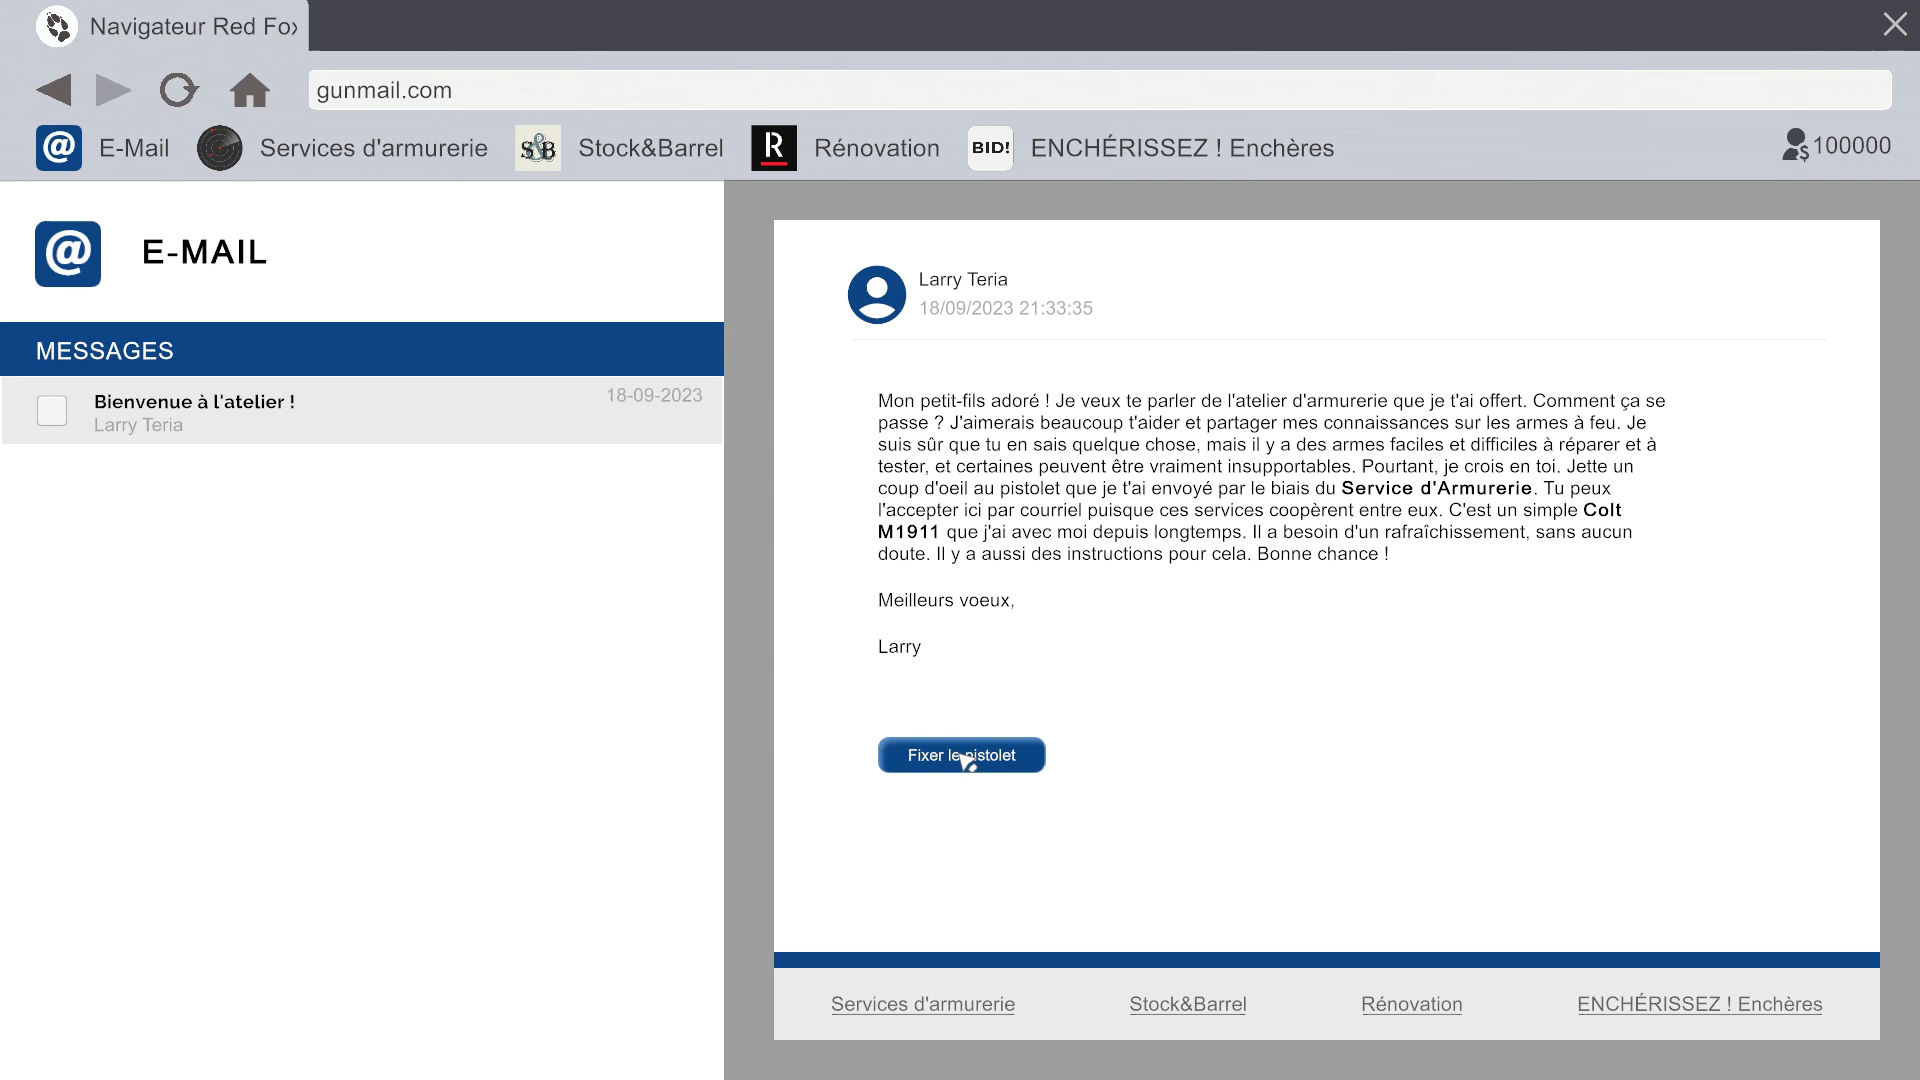 Navigateur Red Fox
gunmail.com
E-Mail
Services d'armurerie
S&B
Stock&Barrel
R
Rénovation
BID!
ENCHÉRISSEZ ! Enchères
100000
@
E-MAIL
MESSAGES
Bienvenue à l'atelier !
18-09-2023
Larry Teria
Larry Teria
18/09/2023 21:33:35
Mon petit-fils adoré ! Je veux te parler de l'atelier d'armurerie que je t'ai offert. Comment ça se
passe ? J'aimerais beaucoup t'aider et partager mes connaissances sur les armes à feu. Je
suis sûr que tu en sais quelque chose, mais il y a des armes faciles et difficiles à réparer et à
tester, et certaines peuvent être vraiment insupportables. Pourtant, je crois en toi. Jette un
coup d'oeil au pistolet que je t'ai envoyé par le biais du Service d'Armurerie. Tu peux
l'accepter ici par courriel puisque ces services coopèrent entre eux. C'est un simple Colt
M1911 que j'ai avec moi depuis longtemps. Il a besoin d'un rafraîchissement, sans aucun
doute. Il y a aussi des instructions pour cela. Bonne chance !
Meilleurs voeux,
Larry
Fixer le pistolet
Services d'armurerie
Stock&Barrel
Rénovation
ENCHÉRISSEZ ! Enchères